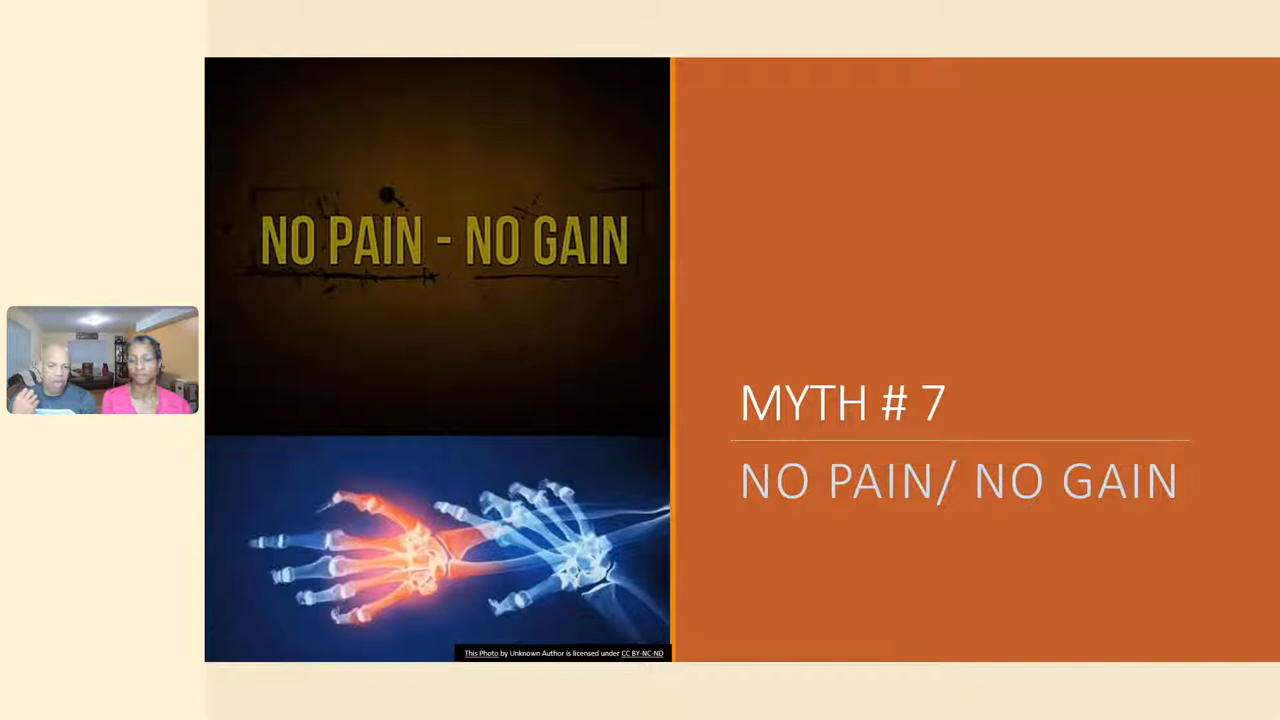 NO PAIN - NO GAIN
MYTH # 7
NO PAIN/ NO GAIN
This Photo by Unknown Author is licensed under CC BY-NC-ND